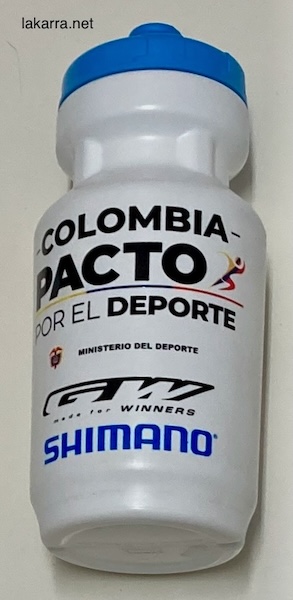 lakarra.net
-COLOMBIA-
PACTO
POR EL DEPORTE
MINISTERIO DEL DEPORTE
GW
made for WINNERS
SHIMANO